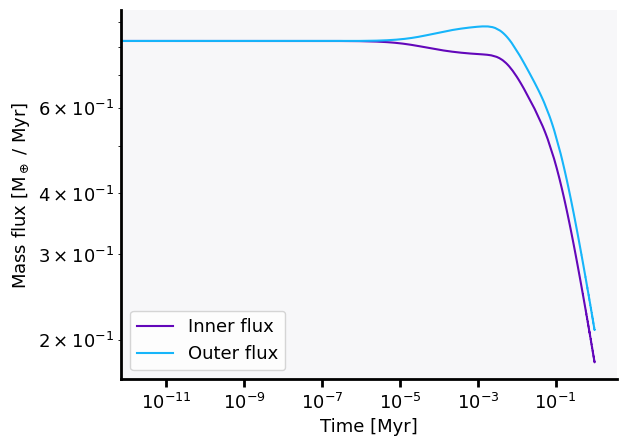 Mass flux [M⊕ / Myr]
6 × 10⁻¹
4 × 10⁻¹
3 × 10⁻¹
2 × 10⁻¹
Inner flux
Outer flux
10⁻¹¹ 10⁻⁹ 10⁻⁷ 10⁻⁵ 10⁻³ 10⁻¹
Time [Myr]